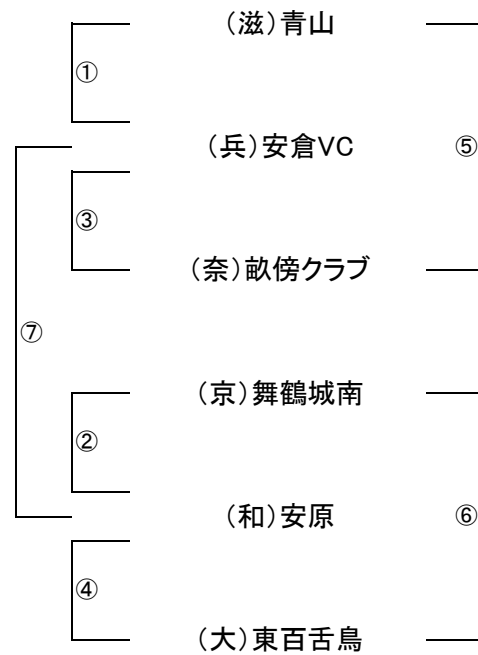 （滋）青山
①
（兵）安倉VC
⑤
③
（奈）畝傍クラブ
⑦
（京）舞鶴城南
②
（和）安原
⑥
④
（大）東百舌鳥